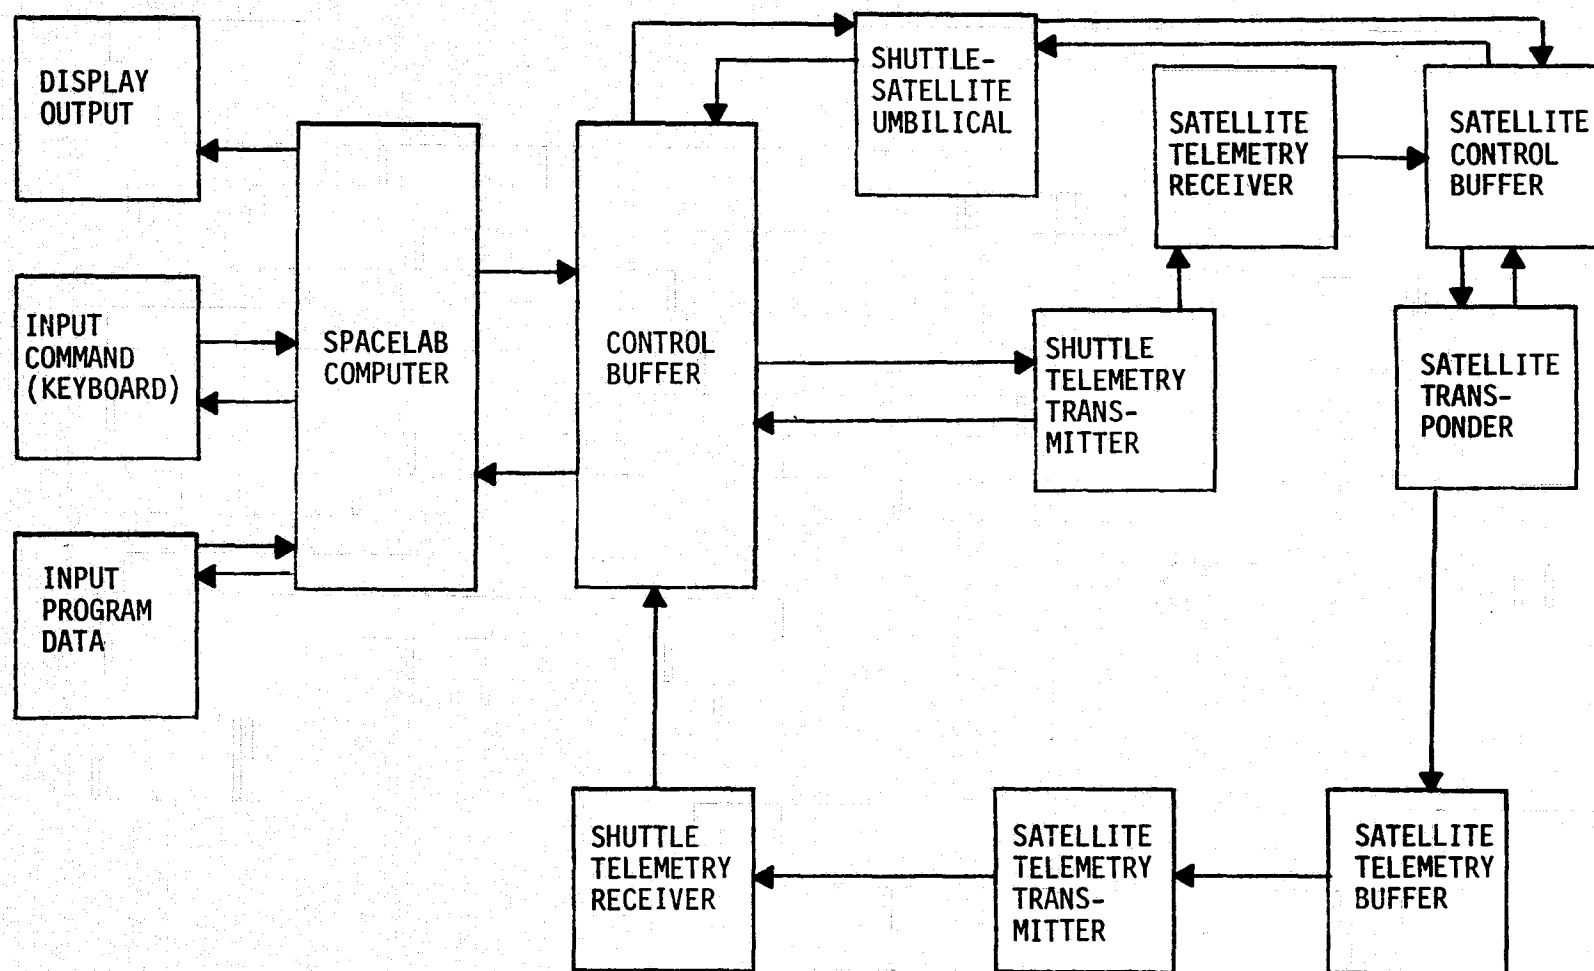 DISPLAY
OUTPUT
INPUT
COMMAND
(KEYBOARD)
INPUT
PROGRAM
DATA
SPACELAB
COMPUTER
CONTROL
BUFFER
SHUTTLE-
SATELLITE
UMBILICAL
SATELLITE
TELEMETRY
RECEIVER
SATELLITE
CONTROL
BUFFER
SHUTTLE
TELEMETRY
TRANS-
MITTER
SATELLITE
TRANS-
PONDER
SHUTTLE
TELEMETRY
RECEIVER
SATELLITE
TELEMETRY
TRANS-
MITTER
SATELLITE
TELEMETRY
BUFFER